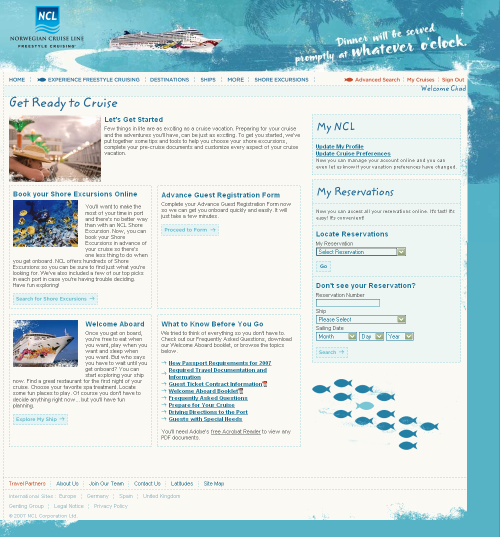 NCL
NORWEGIAN CRUISE LINE
FREESTYLE CRUISING
Dinner will be served
promptly at whatever o'clock.
HOME
EXPERIENCE FREESTYLE CRUISING
DESTINATIONS
SHIPS
MORE
SHORE EXCURSIONS
Advanced Search
My Cruises
Sign Out
Welcome Chad
Get Ready to Cruise
Let's Get Started
Few things in life are as exciting as a cruise vacation. Preparing for your cruise
and the adventures you'll have, can be just as exciting. To get you started, we've
put together some tips and tools to help you choose your shore excursions,
complete your pre-cruise documents and customize every aspect of your cruise
vacation.
Book your Shore Excursions Online
You'll want to make the
most of your time in port
and there's no better way
than with an NCL Shore
Excursion. Now, you can
book your Shore
Excursions in advance of
your cruise so there's
one less thing to do when
you get onboard. NCL offers hundreds of Shore
Excursions so you can be sure to find just what you're
looking for. We've also included a few of our top picks
in each port in case you're having trouble deciding.
Have fun exploring!
Search for Shore Excursions
Advance Guest Registration Form
Complete your Advance Guest Registration Form now
so we can get you onboard quickly and easily. It will
just take a few minutes.
Proceed to Form
Welcome Aboard
Once you get on board,
you're free to eat when
you want, play when you
want and sleep when
you want. But who says
you have to wait until you
get onboard? You can
start exploring your ship
now. Find a great restaurant for the first night of your
cruise. Choose your favorite spa treatment. Locate
some fun places to play. Of course you don't have to
decide anything right now... but you'll have fun
planning.
Explore My Ship
What to Know Before You Go
We tried to think of everything so you don't have to.
Check out our Frequently Asked Questions, download
our Welcome Aboard booklet, or browse the topics
below.
New Passport Requirements for 2007
Required Travel Documentation and
Information
Guest Ticket Contract Information
Welcome Aboard Booklet
Frequently Asked Questions
Prepare for Your Cruise
Driving Directions to the Port
Guests with Special Needs
You'll need Adobe's free Acrobat Reader to view any
PDF documents.
My NCL
Update My Profile
Update Cruise Preferences
Now you can manage your account online and you can
even let us know if your vacation preferences have changed.
My Reservations
Now you can access all your reservations online. It's fast! It's
easy! It's convenient!
Locate Reservations
My Reservation
Select Reservation
Go
Don't see your Reservation?
Reservation Number
Ship
Please Select
Sailing Date
Month
Day
Year
Search
Travel Partners
About Us
Join Our Team
Contact Us
Latitudes
Site Map
International Sites: Europe
Germany
Spain
United Kingdom
Genting Group
Legal Notice
Privacy Policy
© 2007 NCL Corporation Ltd.